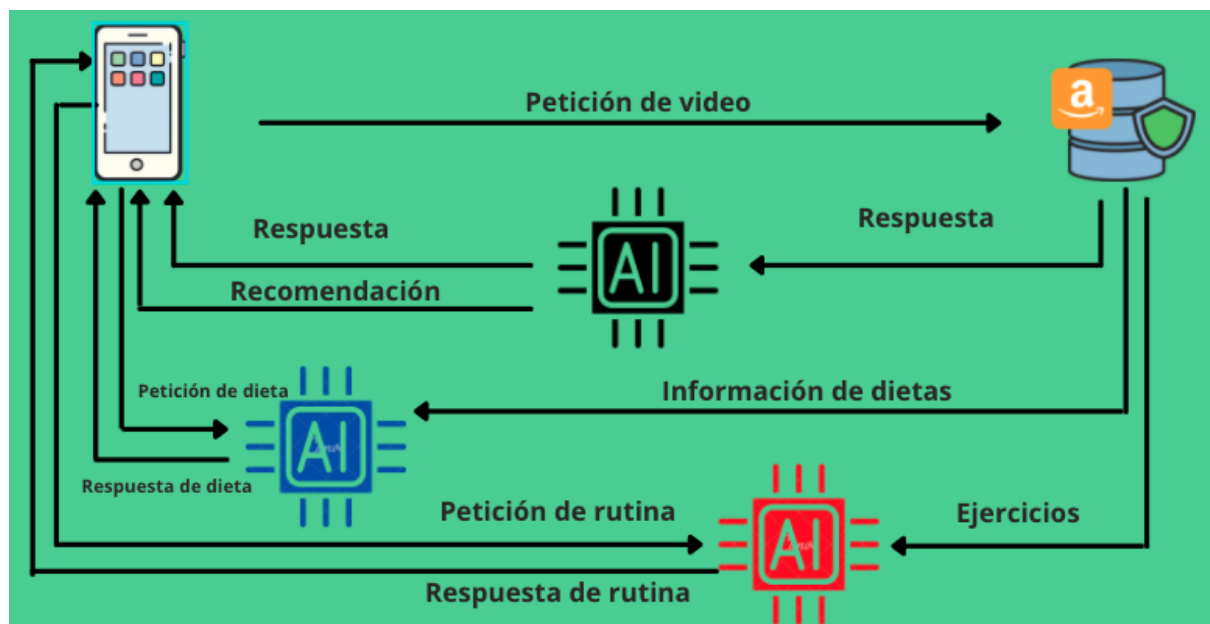 Petición de video
a
Respuesta
Respuesta
AI
Recomendación
Petición de dieta
Información de dietas
AI
Respuesta de dieta
Petición de rutina
Ejercicios
AI
Respuesta de rutina